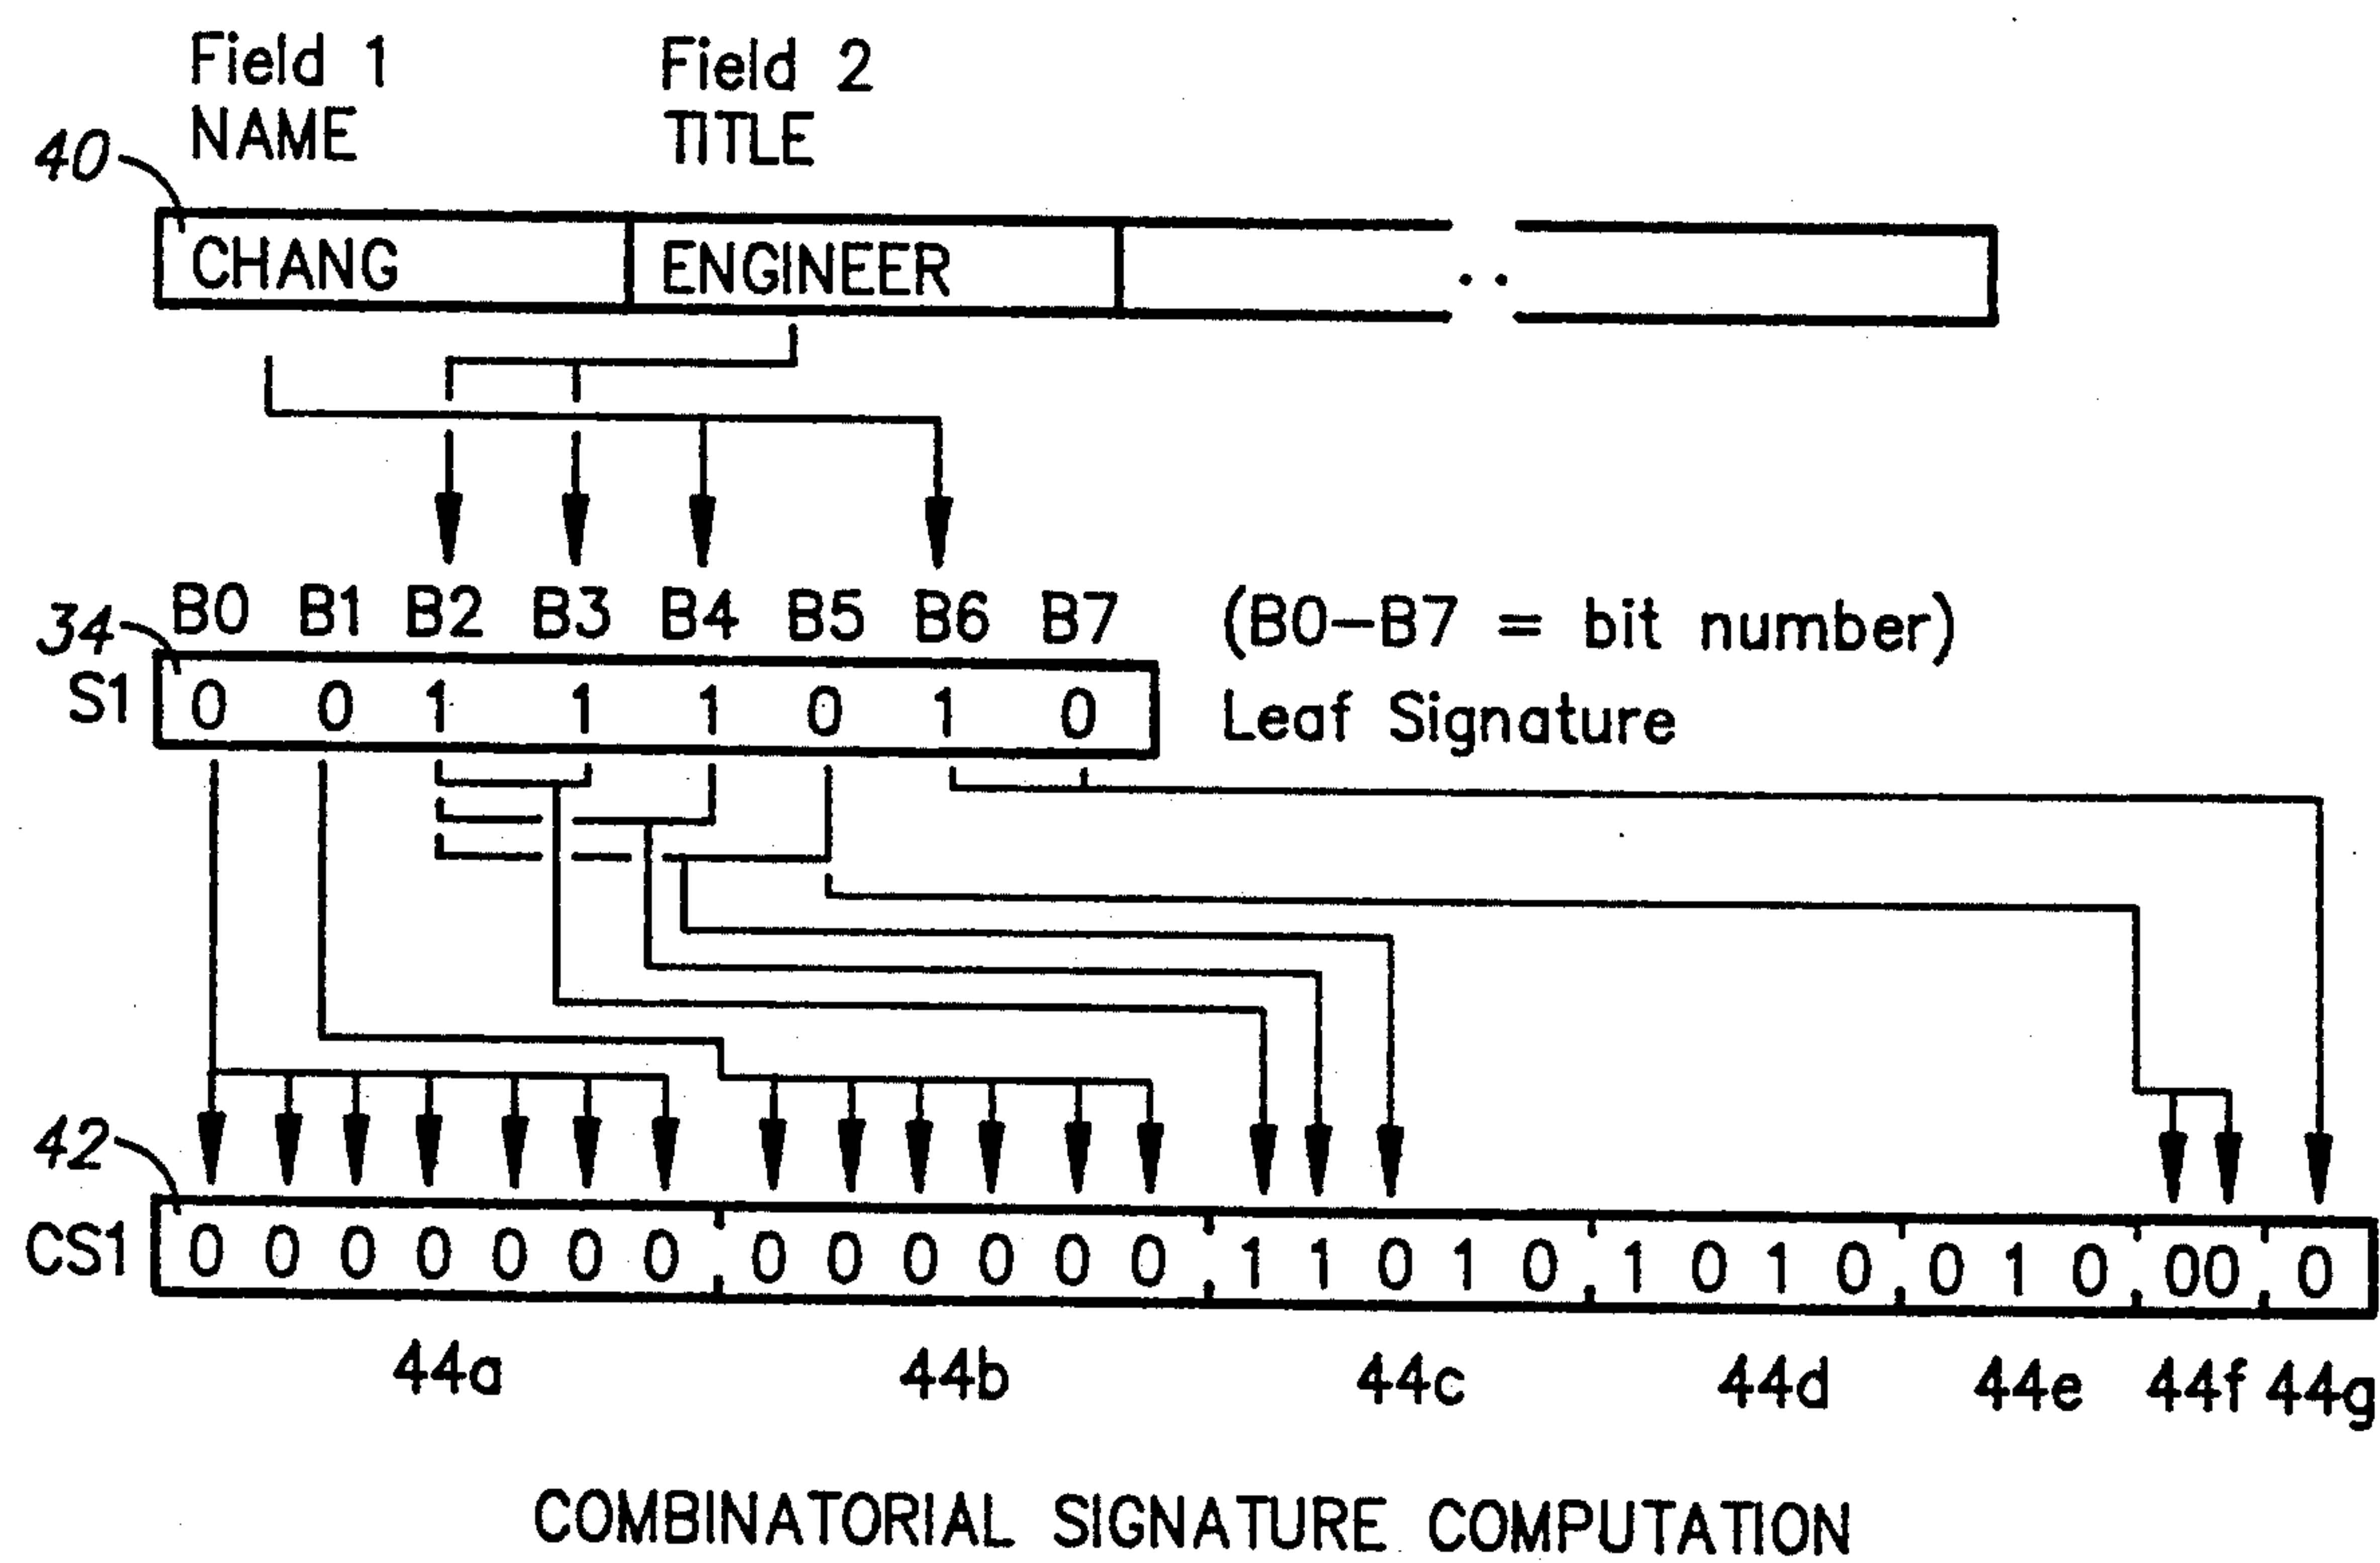 Field 1 Field 2
NAME TITLE
40
CHANG ENGINEER ..
B0 B1 B2 B3 B4 B5 B6 B7 (B0-B7 = bit number)
34
S1 0 0 1 1 1 0 1 0 Leaf Signature
42
CS1 0 0 0 0 0 0 0 0 0 0 0 0 0 1 1 0 1 0 1 0 1 0 0 1 0 00 0
44a 44b 44c 44d 44e 44f 44g
COMBINATORIAL SIGNATURE COMPUTATION